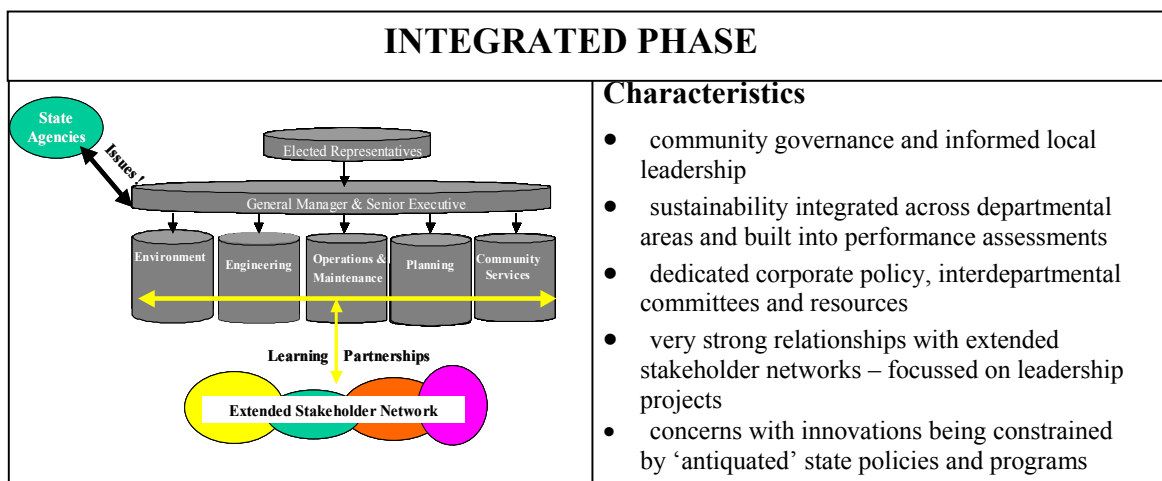 INTEGRATED PHASE
State
Agencies
Issues !
Elected Representatives
General Manager & Senior Executive
Environment
Engineering
Operations &
Maintenance
Planning
Community
Services
Learning Partnerships
Extended Stakeholder Network
Characteristics
• community governance and informed local
leadership
• sustainability integrated across departmental
areas and built into performance assessments
• dedicated corporate policy, interdepartmental
committees and resources
• very strong relationships with extended
stakeholder networks – focussed on leadership
projects
• concerns with innovations being constrained
by ‘antiquated’ state policies and programs